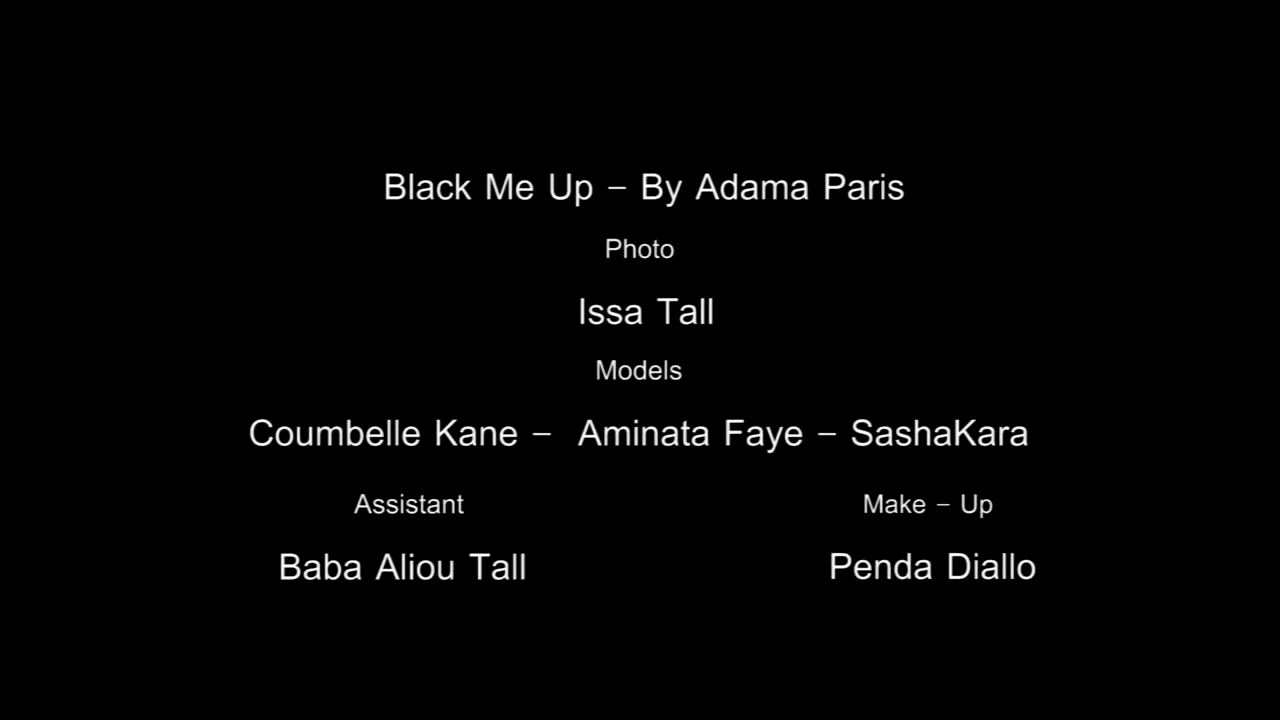 Black Me Up – By Adama Paris
Photo
Issa Tall
Models
Coumbelle Kane – Aminata Faye – SashaKara
Assistant Make – Up
Baba Aliou Tall Penda Diallo